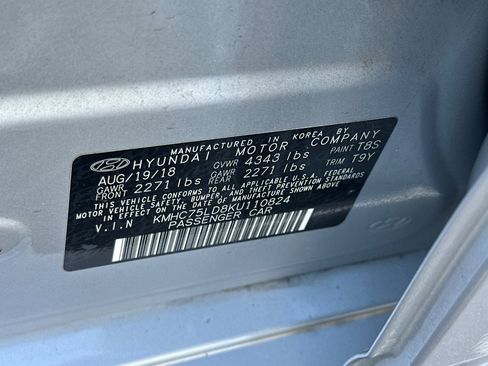 MANUFACTURED IN KOREA BY
HYUNDAI MOTOR COMPANY
AUG/19/18 GVWR 4343 lbs PAINT T8S
GAWR FRONT 2271 lbs GAWR REAR 2271 lbs TRIM T9Y
THIS VEHICLE CONFORMS TO ALL APPLICABLE U.S. FEDERAL
MOTOR VEHICLE SAFETY, BUMPER, AND THEFT PREVENTION STANDARDS
IN EFFECT ON THE DATE OF MANUFACTURE SHOWN ABOVE.
V.I.N KMHC75LD8KU110824
PASSENGER CAR